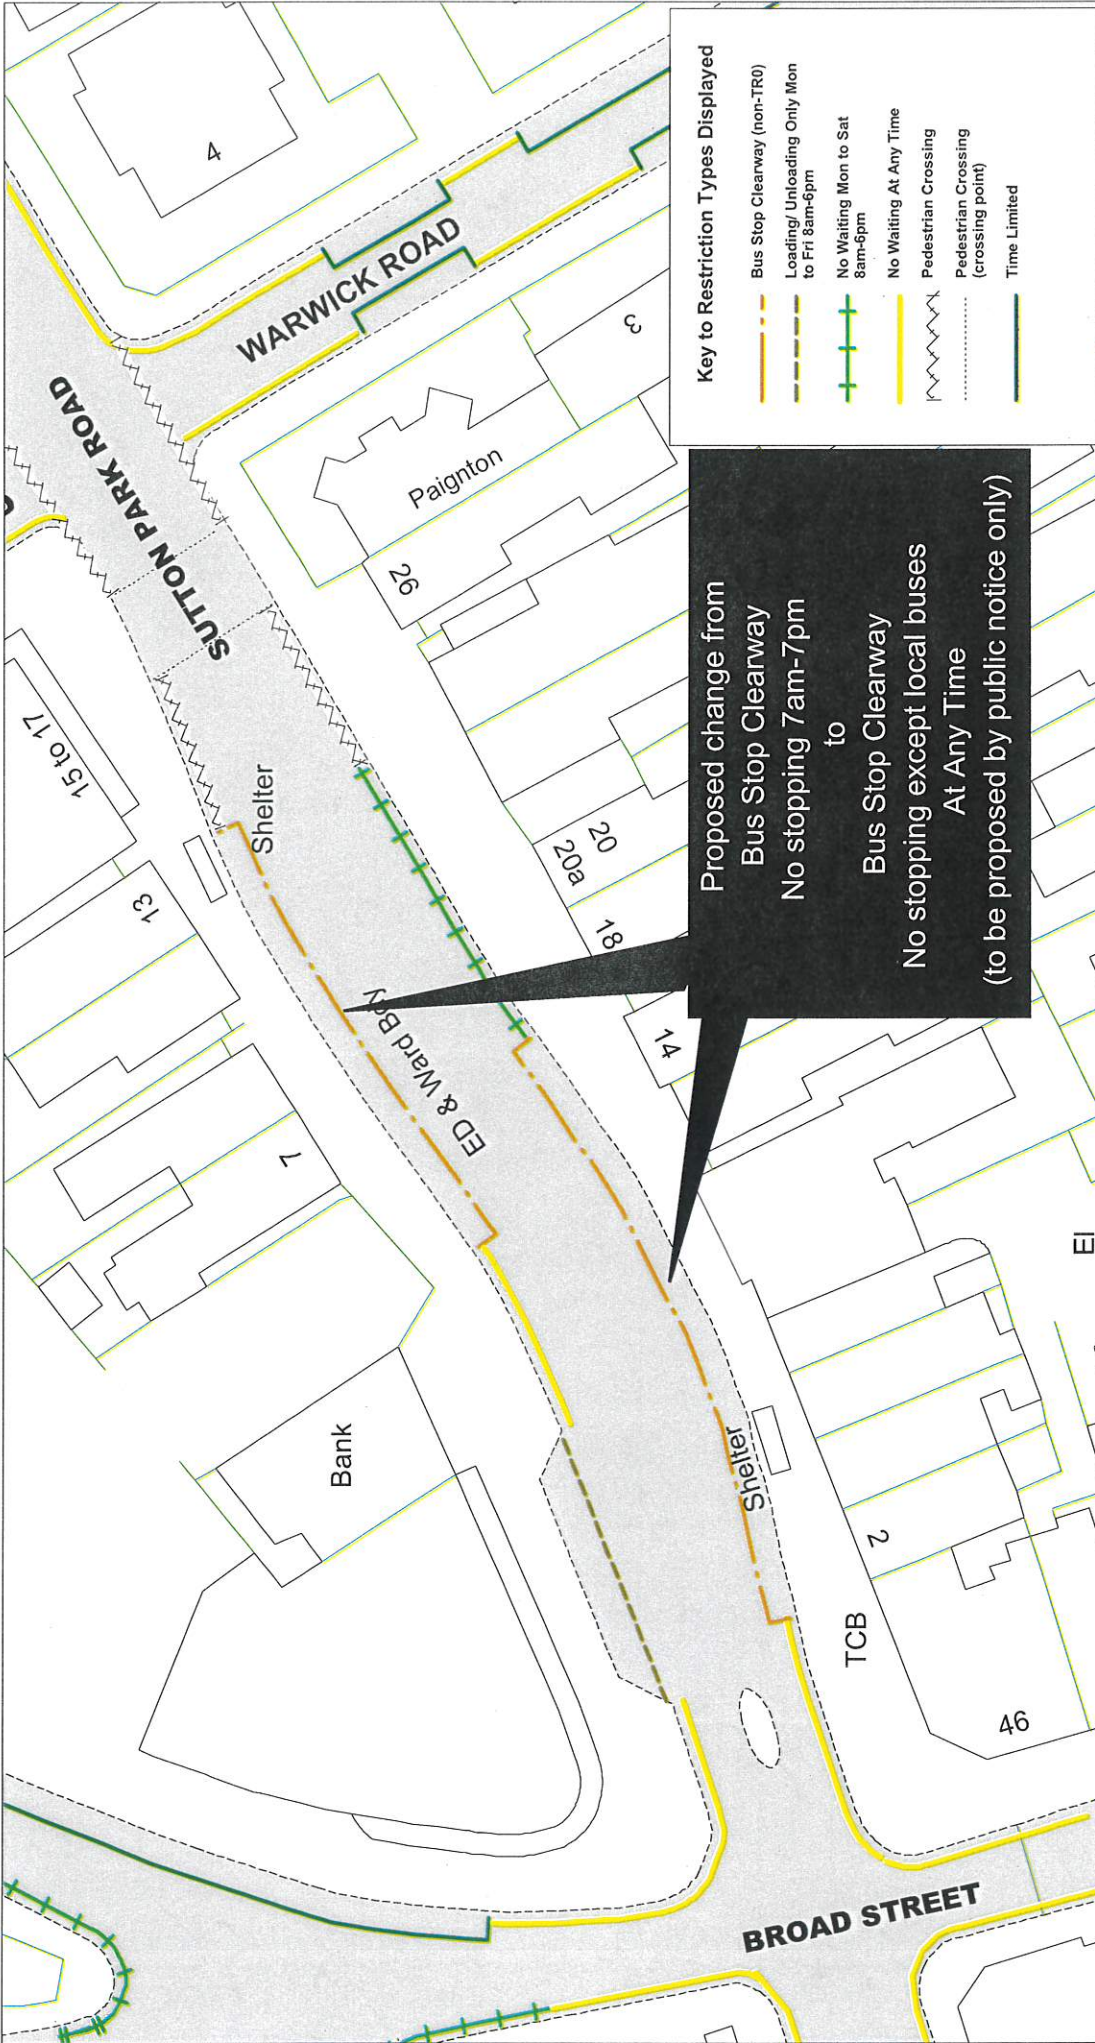 SUTTON PARK ROAD
WARWICK ROAD
BROAD STREET
4
3
Paignton
26
15 to 17
13
7
Shelter
ED & Ward Bdy
20
20a
18
14
Bank
Shelter
2
TCB
46
El
Proposed change from
Bus Stop Clearway
No stopping 7am-7pm
to
Bus Stop Clearway
No stopping except local buses
At Any Time
(to be proposed by public notice only)
Key to Restriction Types Displayed
Bus Stop Clearway (non-TR0)
Loading/ Unloading Only Mon
to Fri 8am-6pm
No Waiting Mon to Sat
8am-6pm
No Waiting At Any Time
Pedestrian Crossing
Pedestrian Crossing
(crossing point)
Time Limited